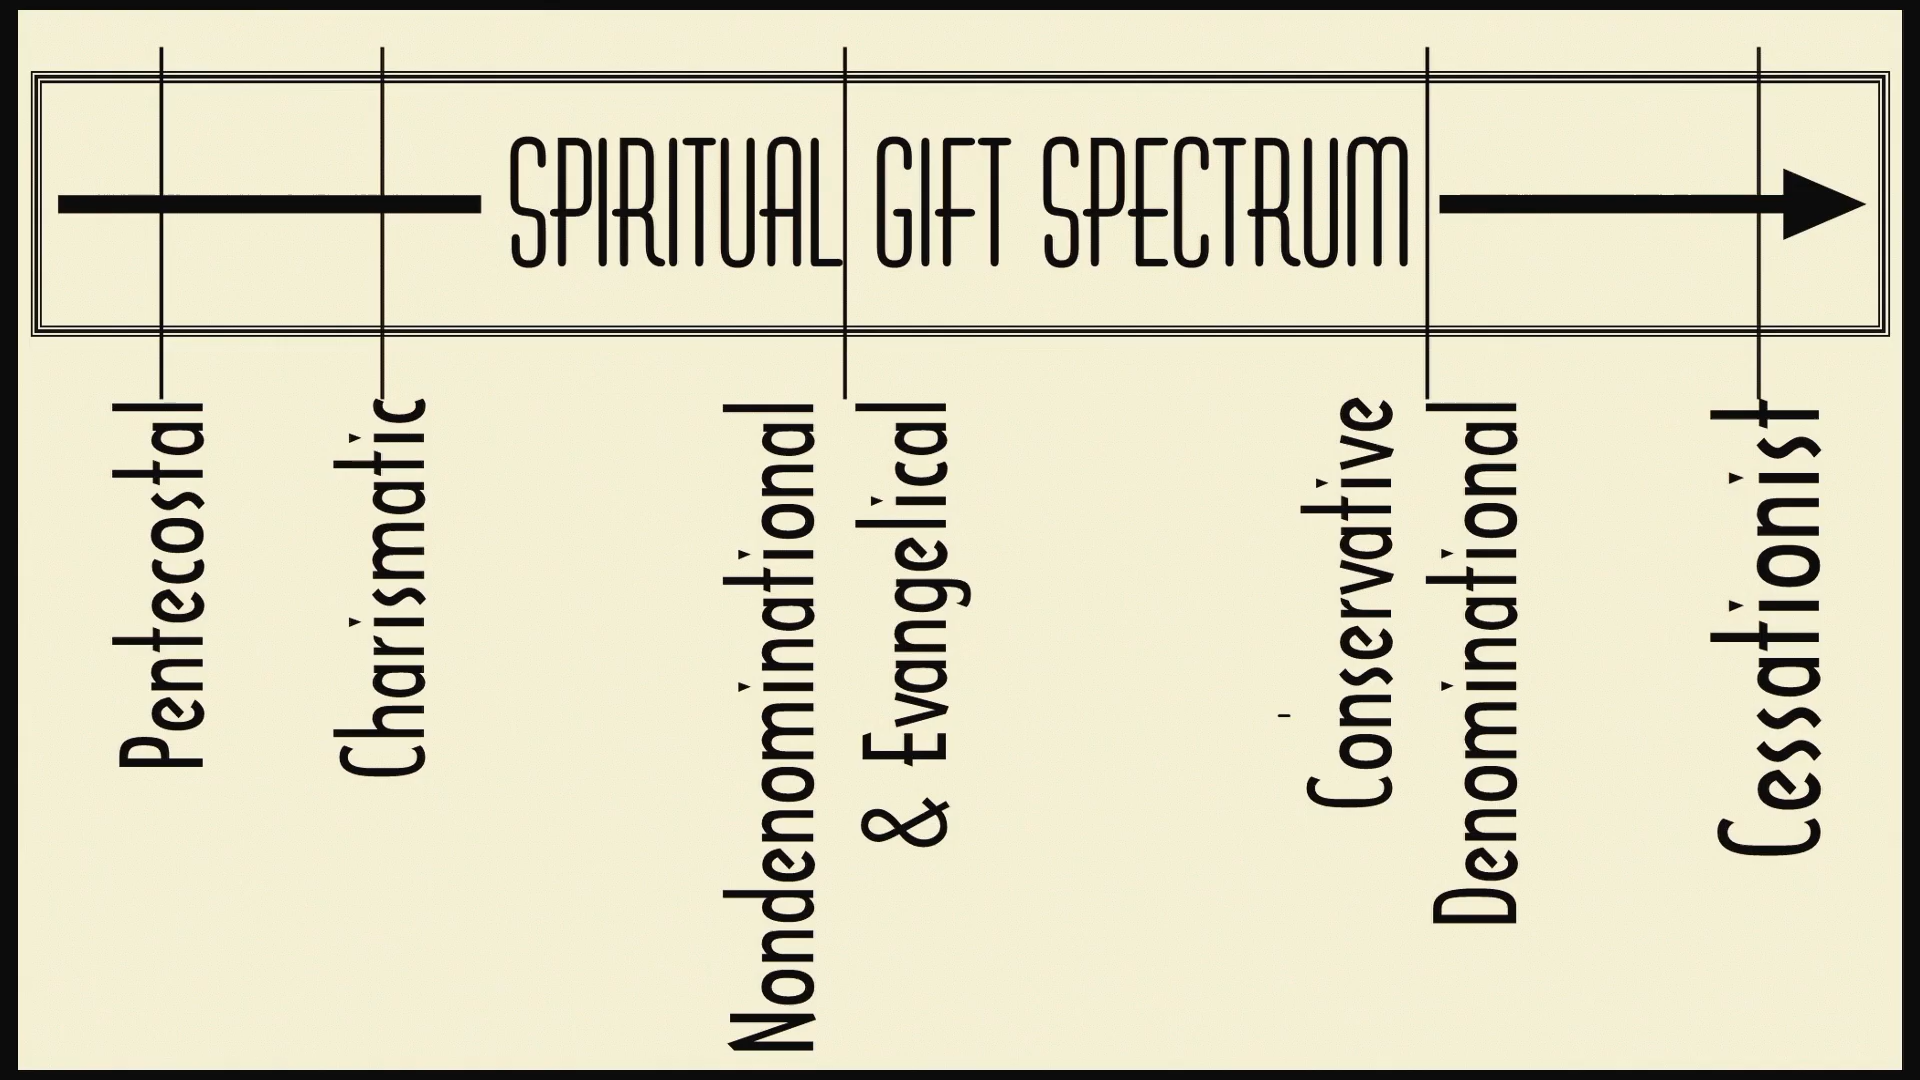 SPIRITUAL GIFT SPECTRUM
Pentecostal
Charismatic
Nondenominational
& Evangelical
Conservative
Denominational
Cessationist